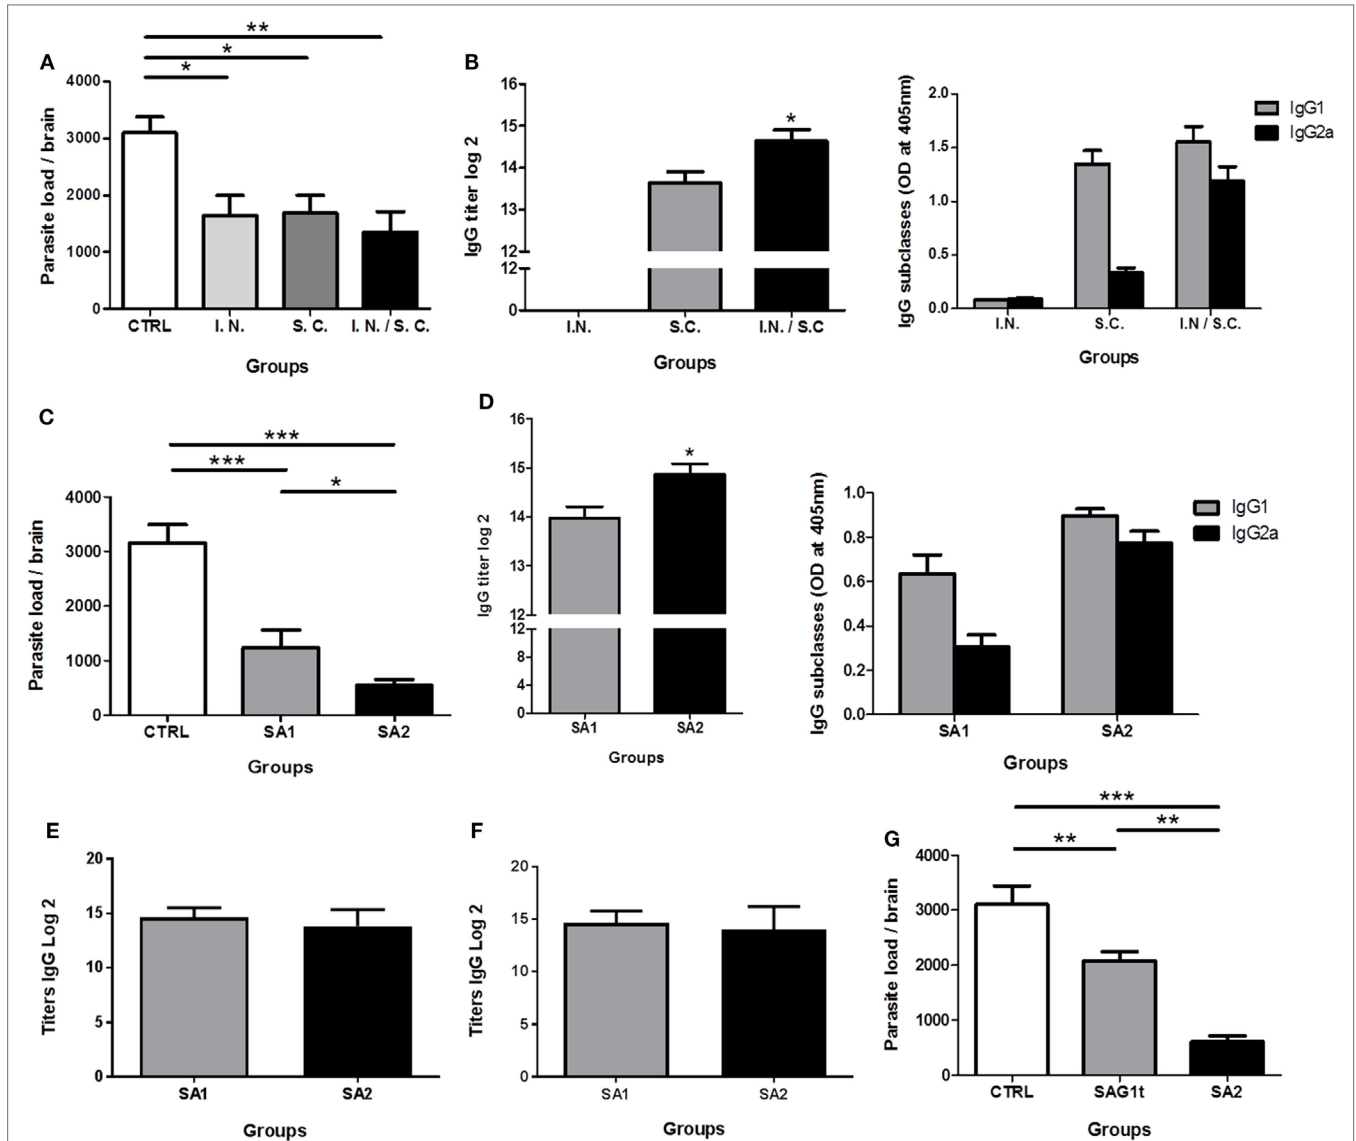 A
**
*
*
Parasite load / brain
4000
3000
2000
1000
0
CTRL
I. N.
S. C.
I. N. / S. C.
Groups
B
IgG titer log 2
16
15
14
13
12
12
0
*
I.N.
S.C.
I.N. / S.C
Groups
IgG subclasses (OD at 405nm)
2.0
1.5
1.0
0.5
0.0
I.N.
S.C.
I.N / S.C.
Groups
IgG1
IgG2a
C
***
***
*
Parasite load / brain
4000
3000
2000
1000
0
CTRL
SA1
SA2
Groups
D
IgG titer log 2
16
15
14
13
12
12
8
4
0
*
SA1
SA2
Groups
IgG subclasses (OD at 405nm)
1.0
0.8
0.6
0.4
0.2
0.0
SA1
SA2
Groups
IgG1
IgG2a
E
Titers IgG Log 2
20
15
10
5
0
SA1
SA2
Groups
F
Titers IgG Log 2
20
15
10
5
0
SA1
SA2
Groups
G
***
**
**
Parasite load / brain
4000
3000
2000
1000
0
CTRL
SAG1t
SA2
Groups